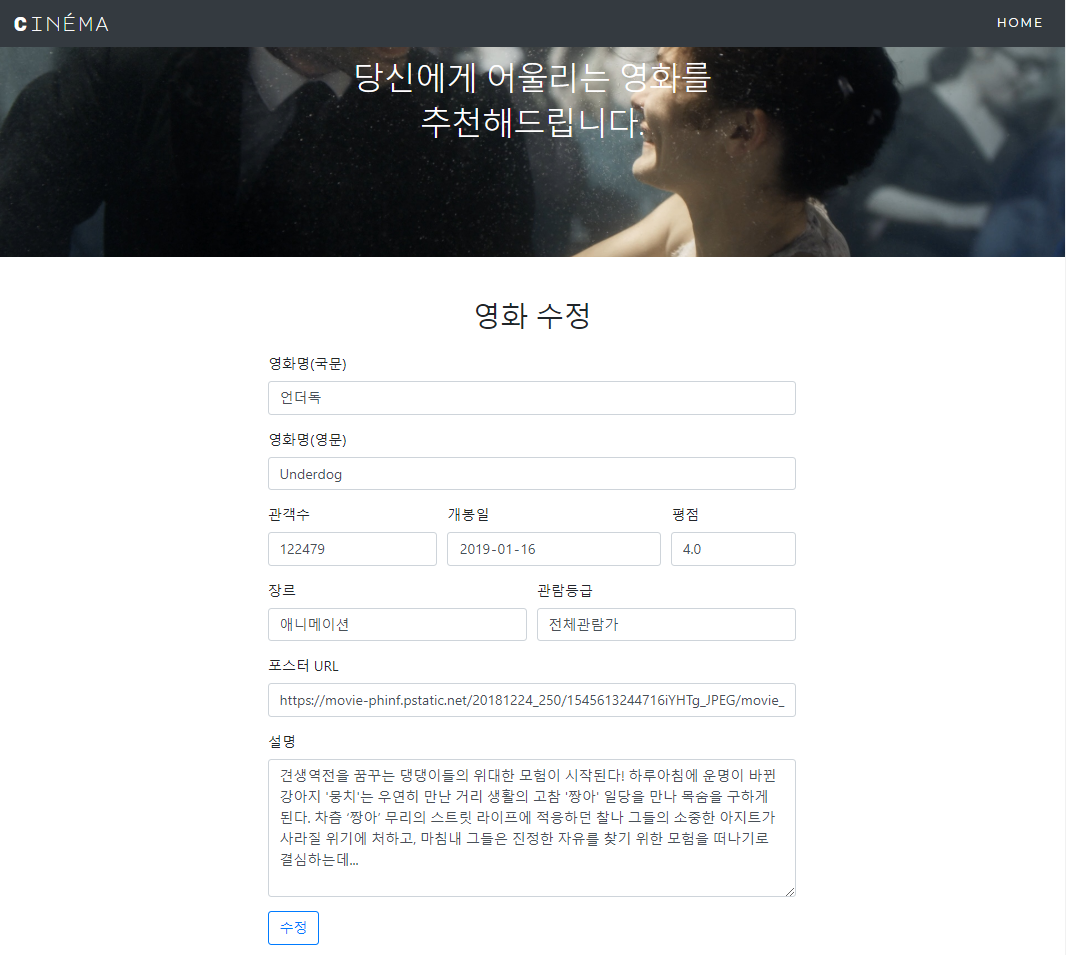 CINÉMA
HOME
당신에게 어울리는 영화를
추천해드립니다.
영화 수정
영화명(국문)
언더독
영화명(영문)
Underdog
관객수 개봉일 평점
122479 2019-01-16 4.0
장르 관람등급
애니메이션 전체관람가
포스터 URL
https://movie-phinf.pstatic.net/20181224_250/1545613244716iYHTg_JPEG/movie_
설명
견생역전을 꿈꾸는 댕댕이들의 위대한 모험이 시작된다! 하루아침에 운명이 바뀐
강아지 '뭉치'는 우연히 만난 거리 생활의 고참 '짱아' 일당을 만나 목숨을 구하게
된다. 차츰 ‘짱아’ 무리의 스트릿 라이프에 적응하던 찰나 그들의 소중한 아지트가
사라질 위기에 처하고, 마침내 그들은 진정한 자유를 찾기 위한 모험을 떠나기로
결심하는데...
수정